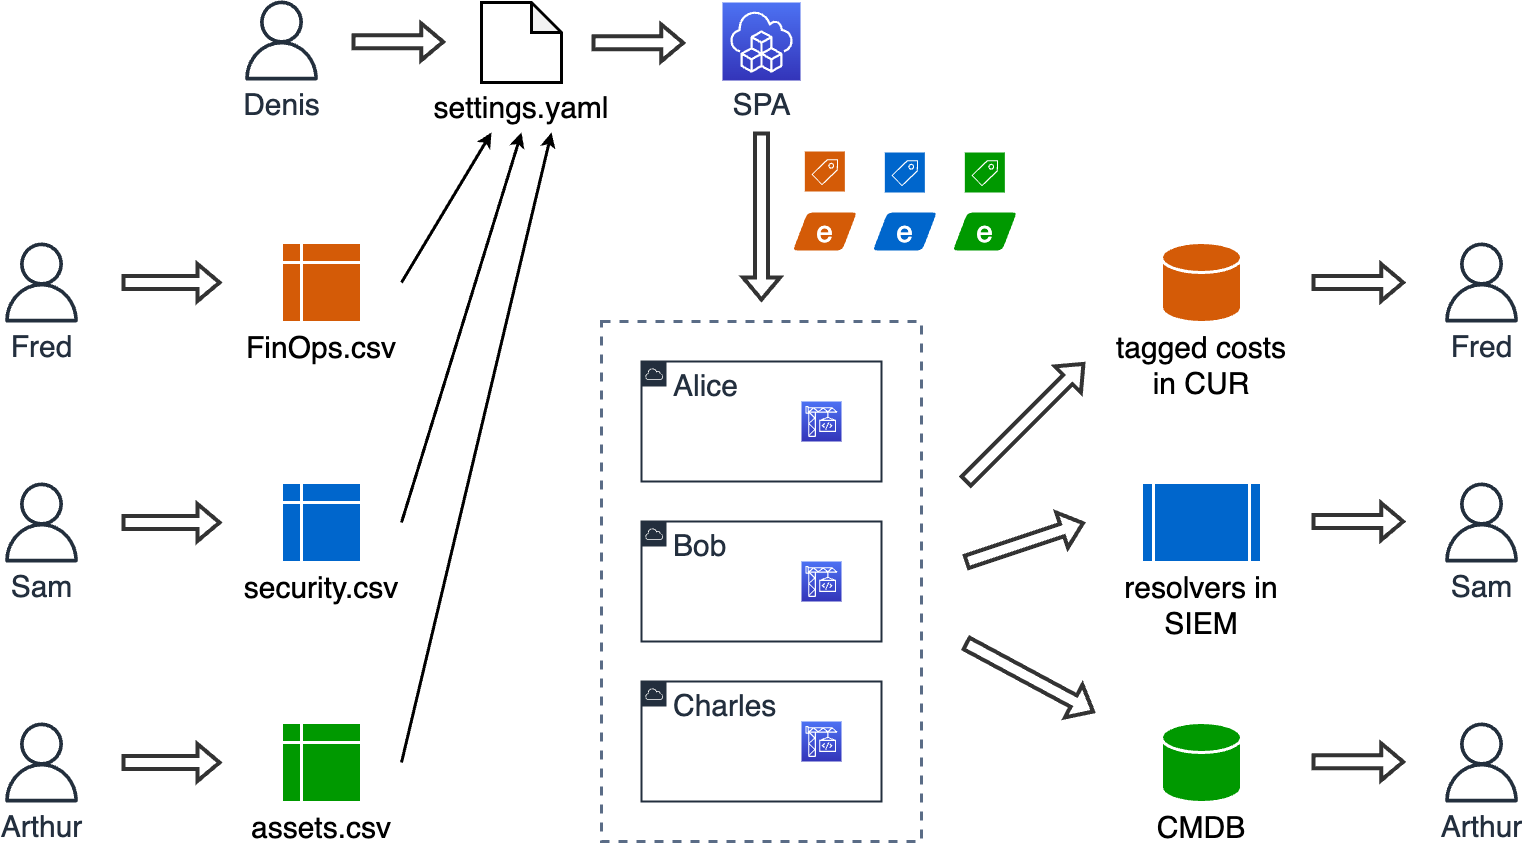 Denis
settings.yaml
SPA
e
e
e
Fred
FinOps.csv
tagged costs
in CUR
Fred
Alice
Sam
security.csv
Bob
resolvers in
SIEM
Sam
Charles
Arthur
assets.csv
CMDB
Arthur